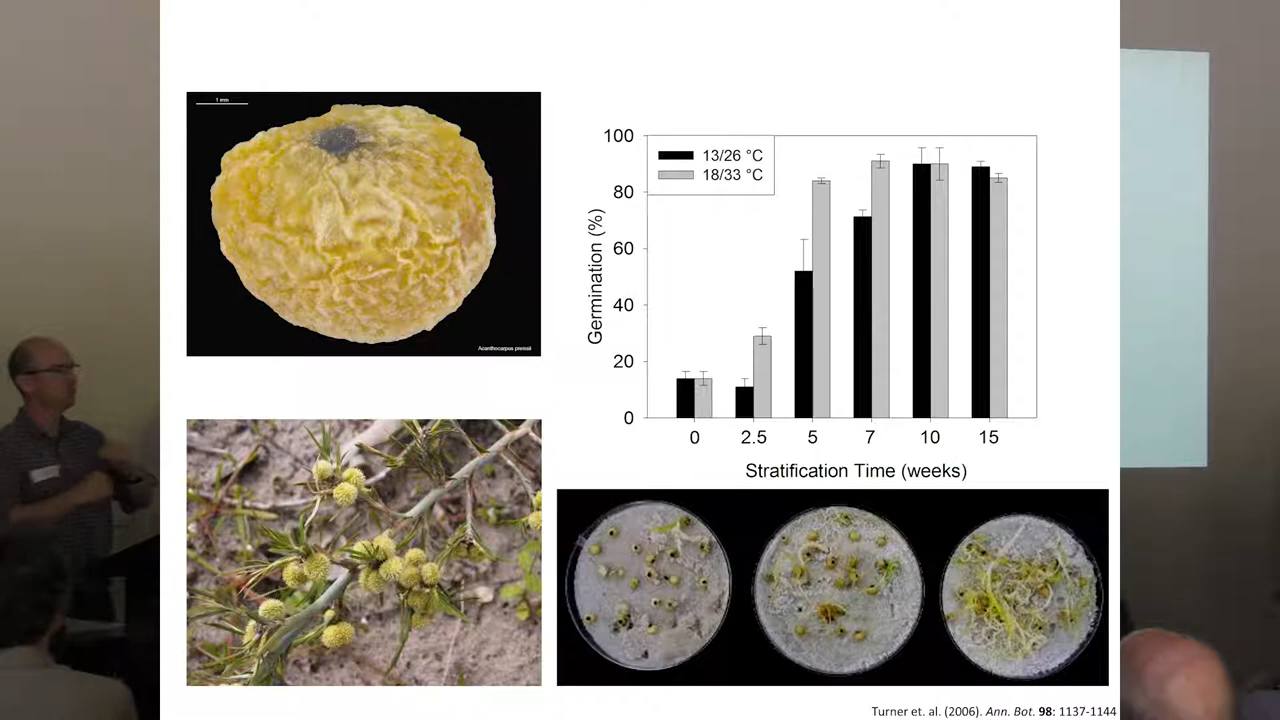 1 mm
Acanthocarpus preissii
100
80
60
40
20
0
Germination (%)
13/26 °C
18/33 °C
0 2.5 5 7 10 15
Stratification Time (weeks)
Turner et. al. (2006). Ann. Bot. 98: 1137-1144